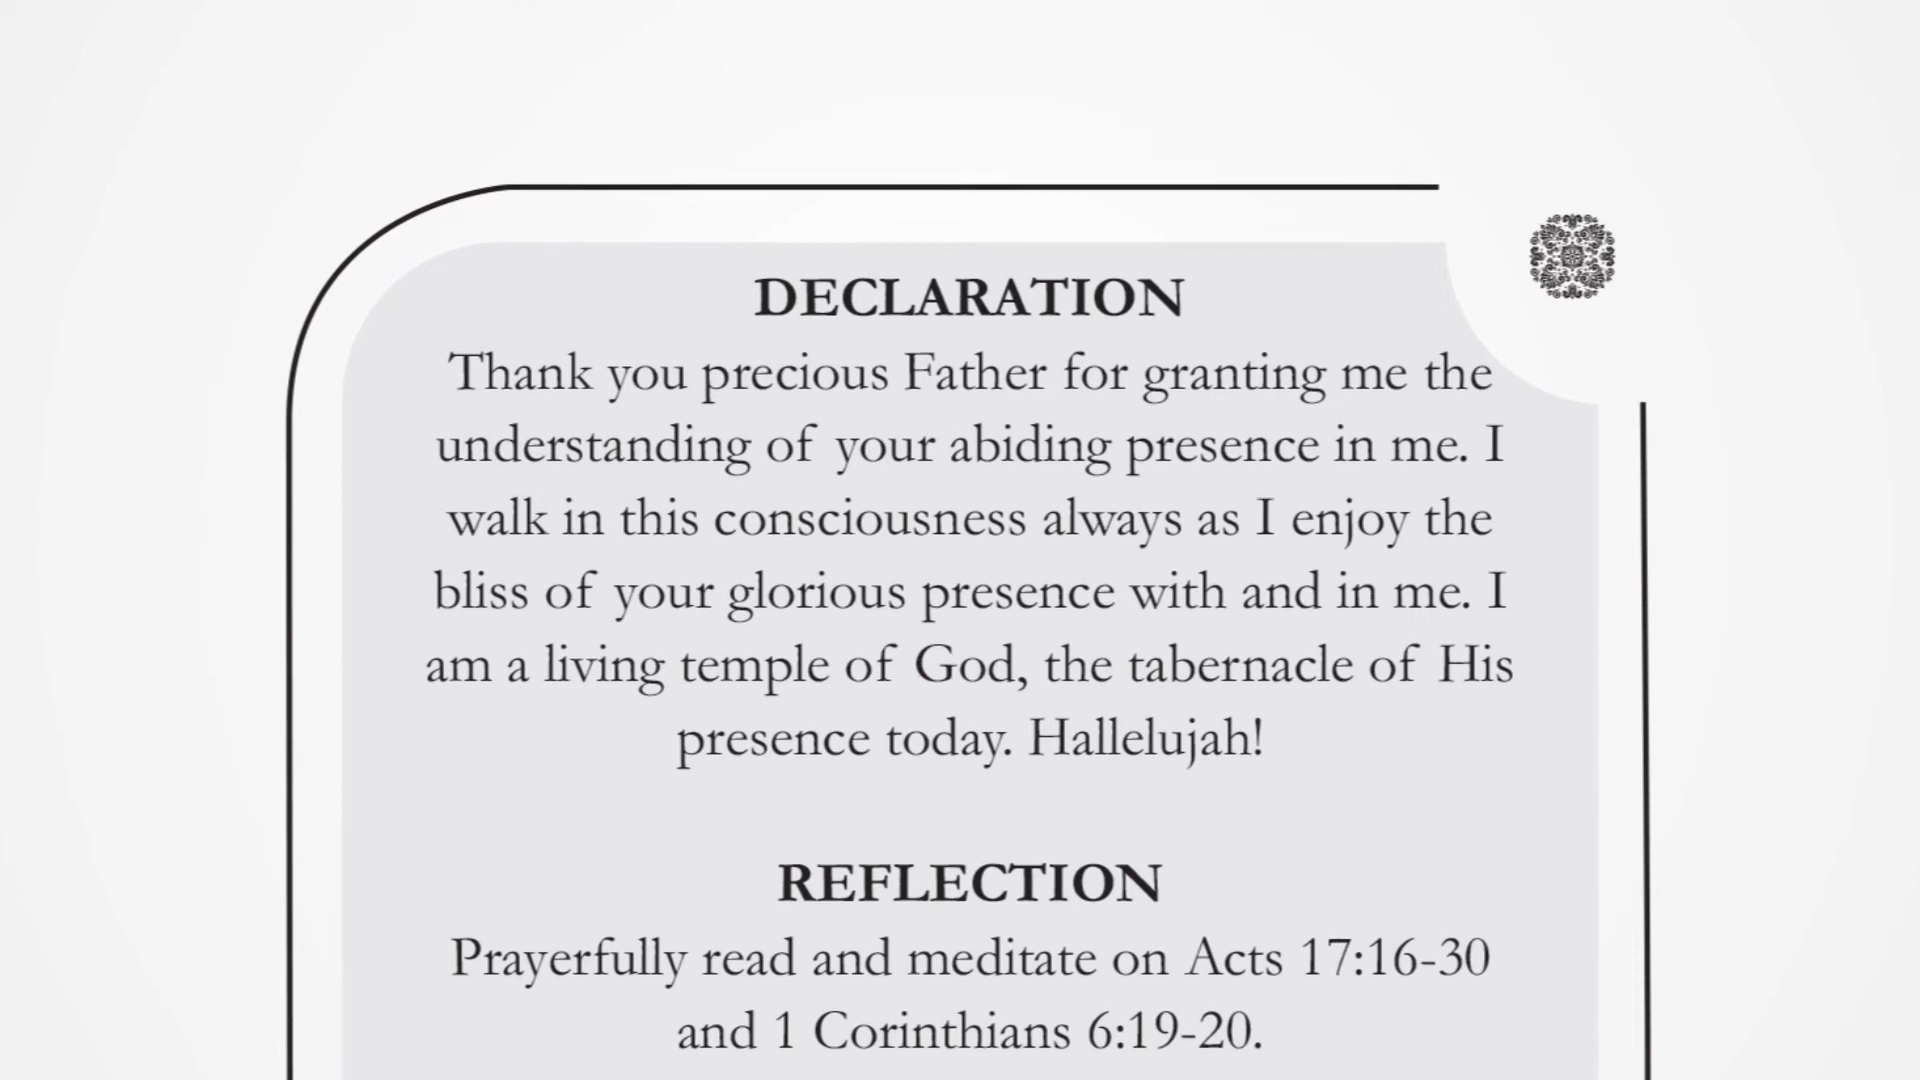 DECLARATION
Thank you precious Father for granting me the
understanding of your abiding presence in me. I
walk in this consciousness always as I enjoy the
bliss of your glorious presence with and in me. I
am a living temple of God, the tabernacle of His
presence today. Hallelujah!
REFLECTION
Prayerfully read and meditate on Acts 17:16-30
and 1 Corinthians 6:19-20.